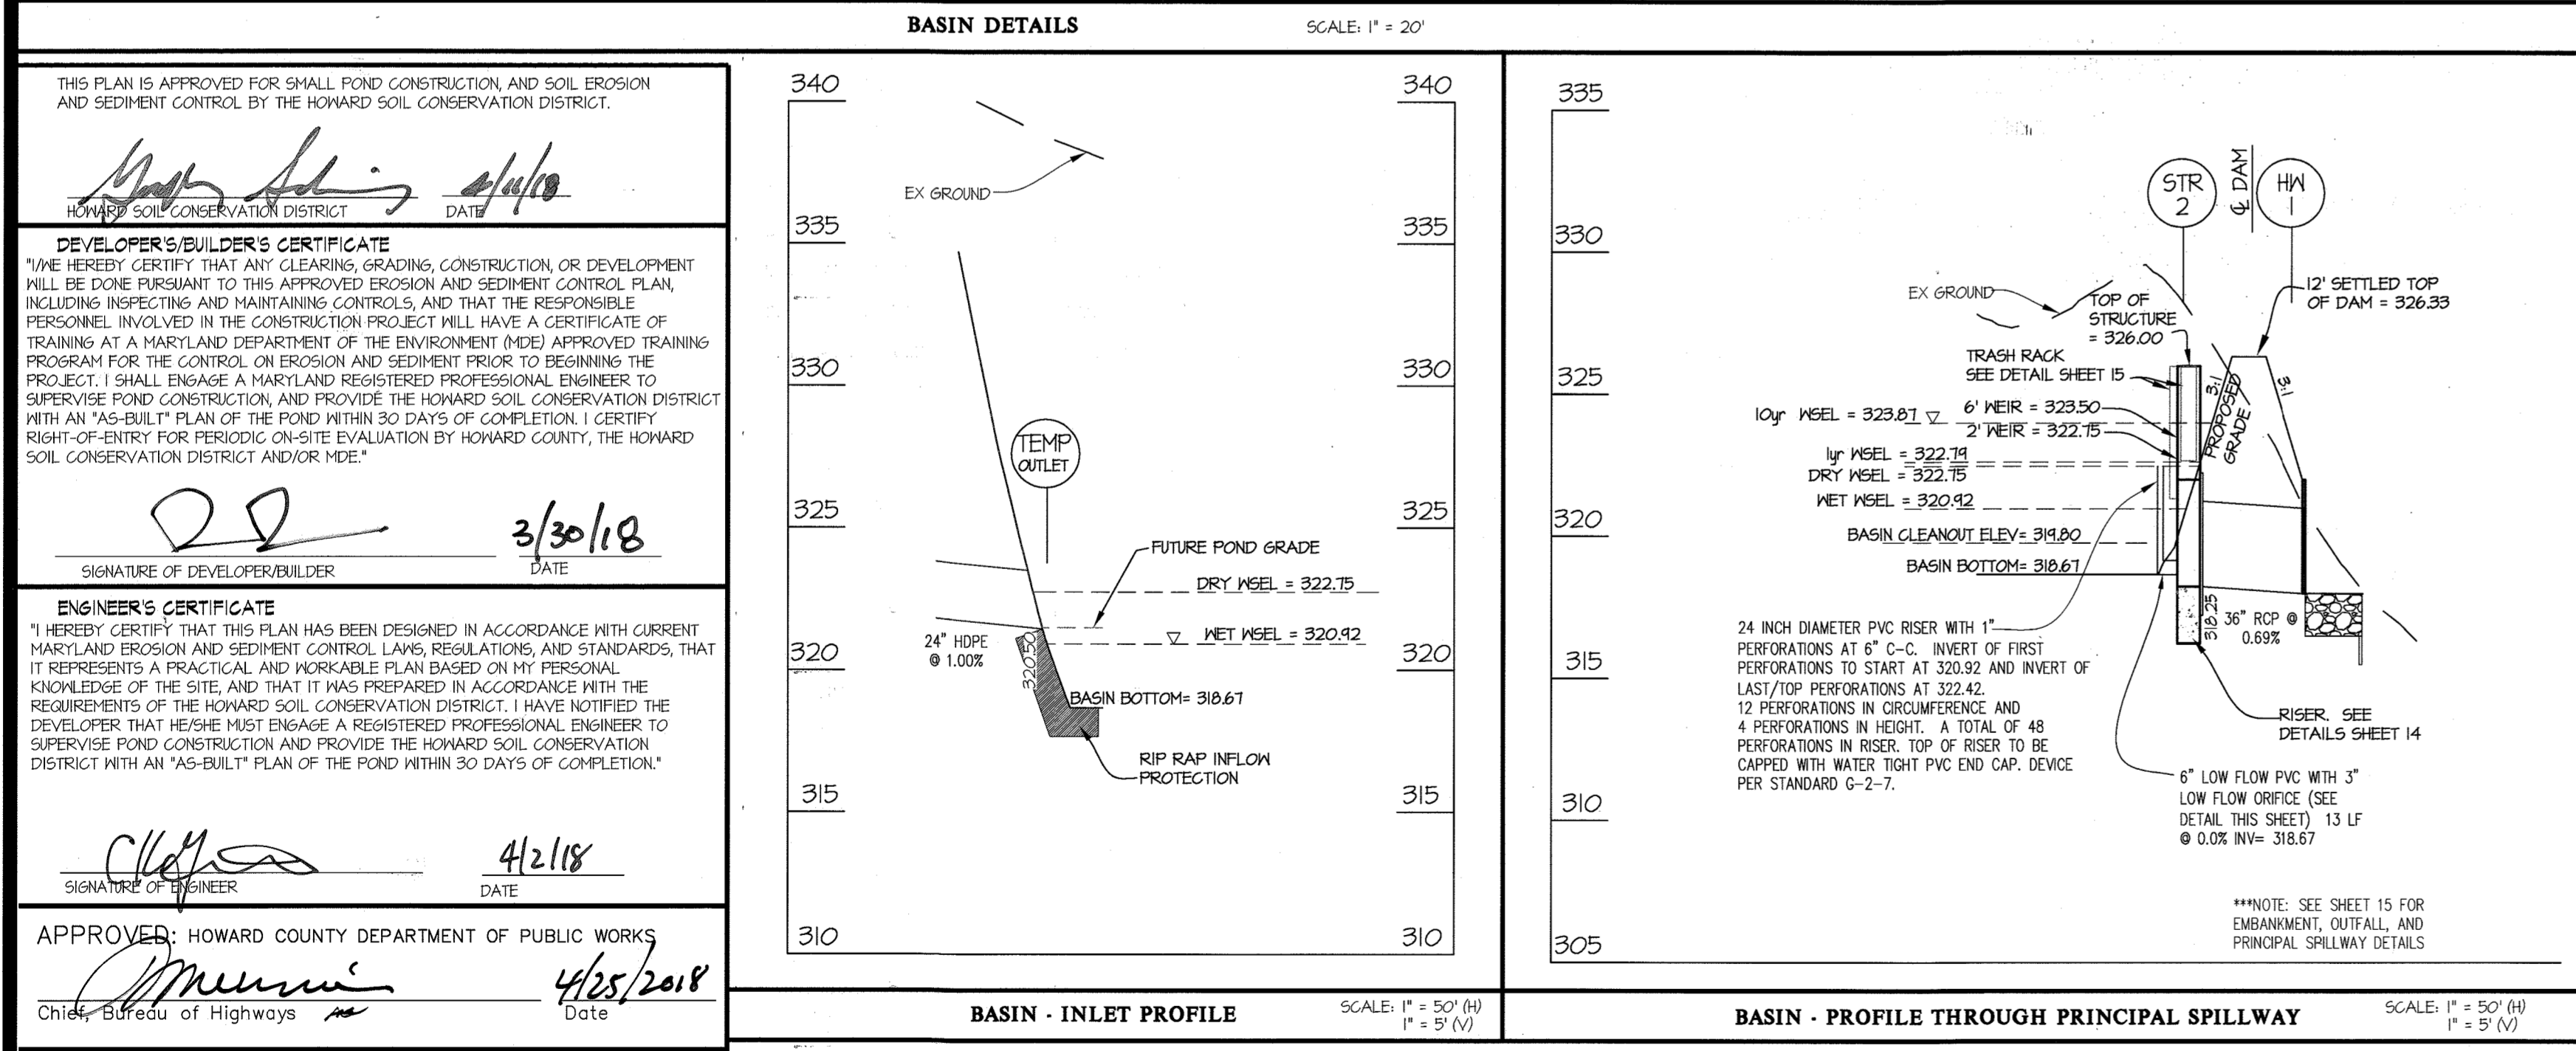 BASIN DETAILS
SCALE: 1" = 20'
THIS PLAN IS APPROVED FOR SMALL POND CONSTRUCTION, AND SOIL EROSION
AND SEDIMENT CONTROL BY THE HOWARD SOIL CONSERVATION DISTRICT.
4/11/18
HOWARD SOIL CONSERVATION DISTRICT DATE
DEVELOPER'S/BUILDER'S CERTIFICATE
"I/WE HEREBY CERTIFY THAT ANY CLEARING, GRADING, CONSTRUCTION, OR DEVELOPMENT
WILL BE DONE PURSUANT TO THIS APPROVED EROSION AND SEDIMENT CONTROL PLAN,
INCLUDING INSPECTING AND MAINTAINING CONTROLS, AND THAT THE RESPONSIBLE
PERSONNEL INVOLVED IN THE CONSTRUCTION PROJECT WILL HAVE A CERTIFICATE OF
TRAINING AT A MARYLAND DEPARTMENT OF THE ENVIRONMENT (MDE) APPROVED TRAINING
PROGRAM FOR THE CONTROL ON EROSION AND SEDIMENT PRIOR TO BEGINNING THE
PROJECT. I SHALL ENGAGE A MARYLAND REGISTERED PROFESSIONAL ENGINEER TO
SUPERVISE POND CONSTRUCTION, AND PROVIDE THE HOWARD SOIL CONSERVATION DISTRICT
WITH AN "AS-BUILT" PLAN OF THE POND WITHIN 30 DAYS OF COMPLETION. I CERTIFY
RIGHT-OF-ENTRY FOR PERIODIC ON-SITE EVALUATION BY HOWARD COUNTY, THE HOWARD
SOIL CONSERVATION DISTRICT AND/OR MDE."
3/30/18
SIGNATURE OF DEVELOPER/BUILDER DATE
ENGINEER'S CERTIFICATE
"I HEREBY CERTIFY THAT THIS PLAN HAS BEEN DESIGNED IN ACCORDANCE WITH CURRENT
MARYLAND EROSION AND SEDIMENT CONTROL LAWS, REGULATIONS, AND STANDARDS, THAT
IT REPRESENTS A PRACTICAL AND WORKABLE PLAN BASED ON MY PERSONAL
KNOWLEDGE OF THE SITE, AND THAT IT WAS PREPARED IN ACCORDANCE WITH THE
REQUIREMENTS OF THE HOWARD SOIL CONSERVATION DISTRICT. I HAVE NOTIFIED THE
DEVELOPER THAT HE/SHE MUST ENGAGE A REGISTERED PROFESSIONAL ENGINEER TO
SUPERVISE POND CONSTRUCTION AND PROVIDE THE HOWARD SOIL CONSERVATION
DISTRICT WITH AN "AS-BUILT" PLAN OF THE POND WITHIN 30 DAYS OF COMPLETION."
4/2/18
SIGNATURE OF ENGINEER DATE
APPROVED: HOWARD COUNTY DEPARTMENT OF PUBLIC WORKS
4/25/2018
Chief, Bureau of Highways Date
340
335
330
325
320
315
310
EX GROUND
TEMP
OUTLET
FUTURE POND GRADE
DRY WSEL = 322.75
WET WSEL = 320.92
24" HDPE
@ 1.00%
320.50
BASIN BOTTOM= 318.67
RIP RAP INFLOW
PROTECTION
340
335
330
325
320
315
310
BASIN - INLET PROFILE
SCALE: 1" = 50' (H)
1" = 5' (V)
335
330
325
320
315
310
305
STR
2
℄ DAM
HW
1
12' SETTLED TOP
OF DAM = 326.33
EX GROUND
TOP OF
STRUCTURE
= 326.00
TRASH RACK
SEE DETAIL SHEET 15
3:1
PROPOSED
GRADE
3:1
10yr WSEL = 323.87
6' WEIR = 323.50
2' WEIR = 322.75
1yr WSEL = 322.79
DRY WSEL = 322.75
WET WSEL = 320.92
BASIN CLEANOUT ELEV= 319.80
BASIN BOTTOM= 318.67
318.25
36" RCP @
0.69%
24 INCH DIAMETER PVC RISER WITH 1"
PERFORATIONS AT 6" C-C. INVERT OF FIRST
PERFORATIONS TO START AT 320.92 AND INVERT OF
LAST/TOP PERFORATIONS AT 322.42.
12 PERFORATIONS IN CIRCUMFERENCE AND
4 PERFORATIONS IN HEIGHT. A TOTAL OF 48
PERFORATIONS IN RISER. TOP OF RISER TO BE
CAPPED WITH WATER TIGHT PVC END CAP. DEVICE
PER STANDARD G-2-7.
RISER. SEE
DETAILS SHEET 14
6" LOW FLOW PVC WITH 3"
LOW FLOW ORIFICE (SEE
DETAIL THIS SHEET) 13 LF
@ 0.0% INV= 318.67
***NOTE: SEE SHEET 15 FOR
EMBANKMENT, OUTFALL, AND
PRINCIPAL SPILLWAY DETAILS
BASIN - PROFILE THROUGH PRINCIPAL SPILLWAY
SCALE: 1" = 50' (H)
1" = 5' (V)